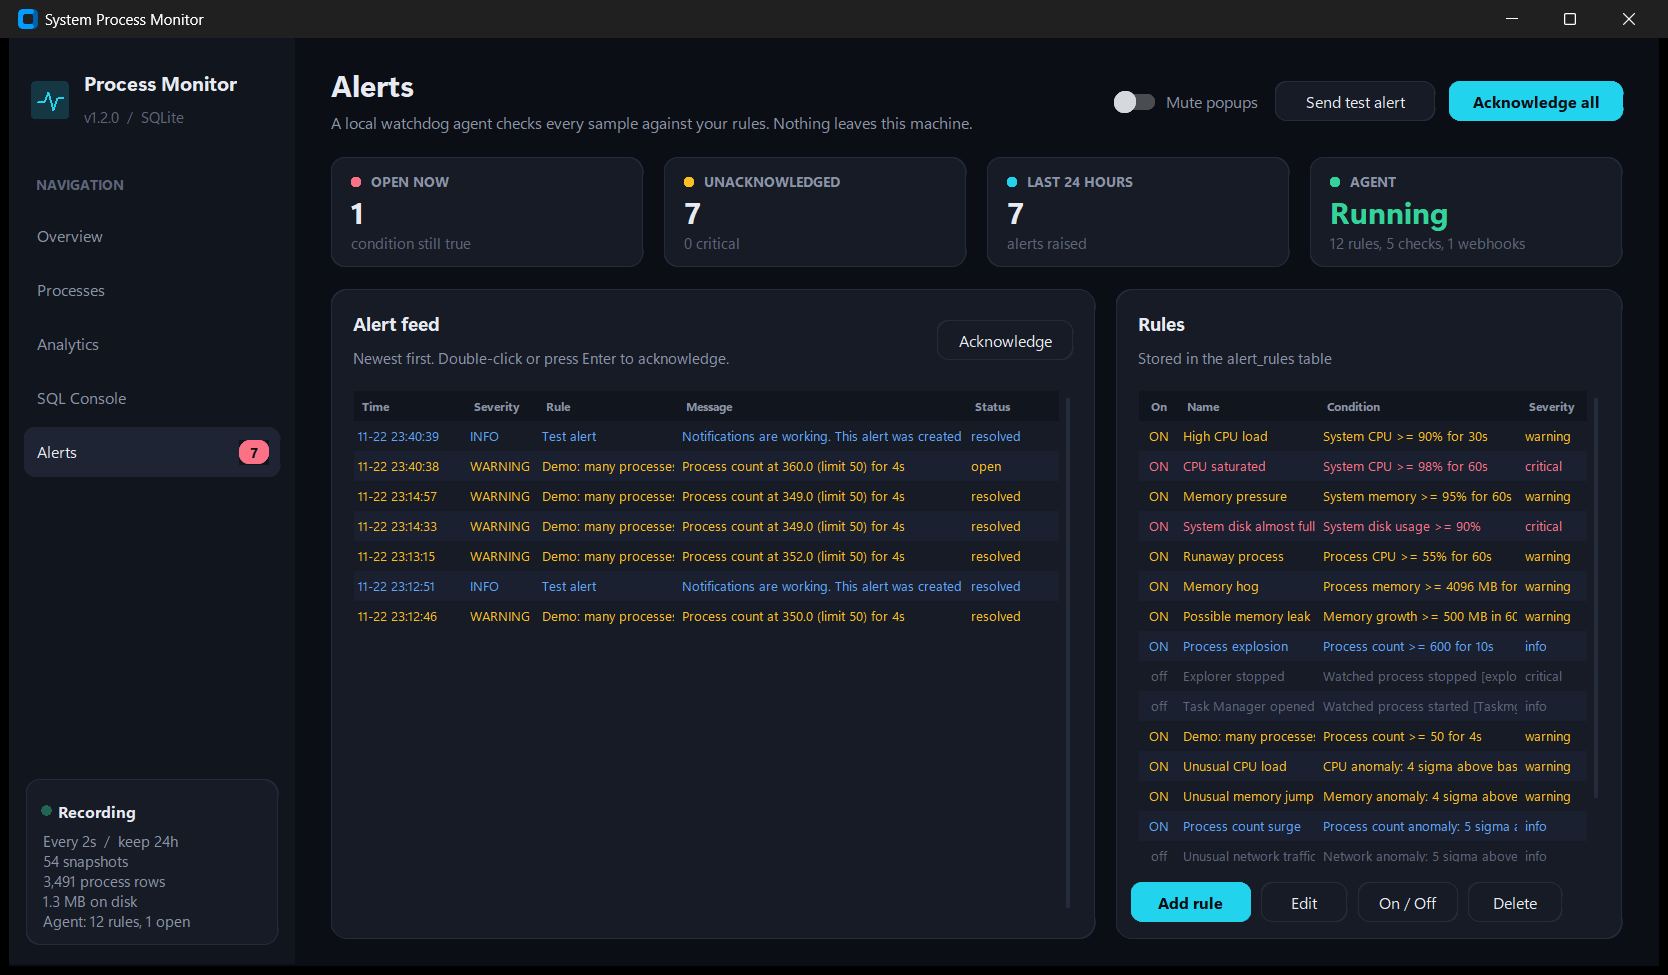 System Process Monitor
Process Monitor
v1.2.0 / SQLite
NAVIGATION
Overview
Processes
Analytics
SQL Console
Alerts
7
Recording
Every 2s / keep 24h
54 snapshots
3,491 process rows
1.3 MB on disk
Agent: 12 rules, 1 open
Alerts
A local watchdog agent checks every sample against your rules. Nothing leaves this machine.
Mute popups
Send test alert
Acknowledge all
OPEN NOW
1
condition still true
UNACKNOWLEDGED
7
0 critical
LAST 24 HOURS
7
alerts raised
AGENT
Running
12 rules, 5 checks, 1 webhooks
Alert feed
Newest first. Double-click or press Enter to acknowledge.
Acknowledge
Time Severity Rule Message Status
11-22 23:40:39 INFO Test alert Notifications are working. This alert was created resolved
11-22 23:40:38 WARNING Demo: many processes Process count at 360.0 (limit 50) for 4s open
11-22 23:14:57 WARNING Demo: many processes Process count at 349.0 (limit 50) for 4s resolved
11-22 23:14:33 WARNING Demo: many processes Process count at 349.0 (limit 50) for 4s resolved
11-22 23:13:15 WARNING Demo: many processes Process count at 352.0 (limit 50) for 4s resolved
11-22 23:12:51 INFO Test alert Notifications are working. This alert was created resolved
11-22 23:12:46 WARNING Demo: many processes Process count at 350.0 (limit 50) for 4s resolved
Rules
Stored in the alert_rules table
On Name Condition Severity
ON High CPU load System CPU >= 90% for 30s warning
ON CPU saturated System CPU >= 98% for 60s critical
ON Memory pressure System memory >= 95% for 60s warning
ON System disk almost full System disk usage >= 90% critical
ON Runaway process Process CPU >= 55% for 60s warning
ON Memory hog Process memory >= 4096 MB for warning
ON Possible memory leak Memory growth >= 500 MB in 60 warning
ON Process explosion Process count >= 600 for 10s info
off Explorer stopped Watched process stopped [explo critical
off Task Manager opened Watched process started [Taskmg info
ON Demo: many processes Process count >= 50 for 4s warning
ON Unusual CPU load CPU anomaly: 4 sigma above bas warning
ON Unusual memory jump Memory anomaly: 4 sigma above warning
ON Process count surge Process count anomaly: 5 sigma a info
off Unusual network traffic Network anomaly: 5 sigma above info
Add rule
Edit
On / Off
Delete